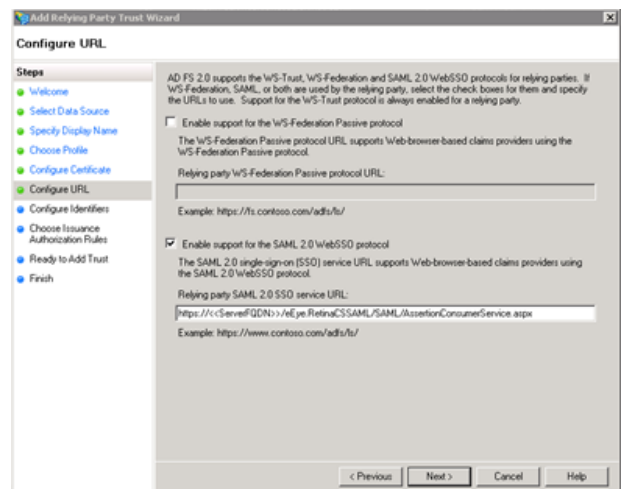 Add Relying Party Trust Wizard
Configure URL
Steps
Welcome
Select Data Source
Specify Display Name
Choose Profile
Configure Certificate
Configure URL
Configure Identifiers
Choose Issuance
Authorization Rules
Ready to Add Trust
Finish
AD FS 2.0 supports the WS-Trust, WS-Federation and SAML 2.0 WebSSO protocols for relying parties. If
WS-Federation, SAML, or both are used by the relying party, select the check boxes for them and specify
the URLs to use. Support for the WS-Trust protocol is always enabled for a relying party.
Enable support for the WS-Federation Passive protocol
The WS-Federation Passive protocol URL supports Web-browser-based claims providers using the
WS-Federation Passive protocol.
Relying party WS-Federation Passive protocol URL:
Example: https://fs.contoso.com/adfs/ls/
Enable support for the SAML 2.0 WebSSO protocol
The SAML 2.0 single-sign-on (SSO) service URL supports Web-browser-based claims providers using
the SAML 2.0 WebSSO protocol.
Relying party SAML 2.0 SSO service URL:
https://<<ServerFQDN>>/eEye.RetinaCSSAML/SAML/AssertionConsumerService.aspx
Example: https://www.contoso.com/adfs/ls/
< Previous
Next >
Cancel
Help